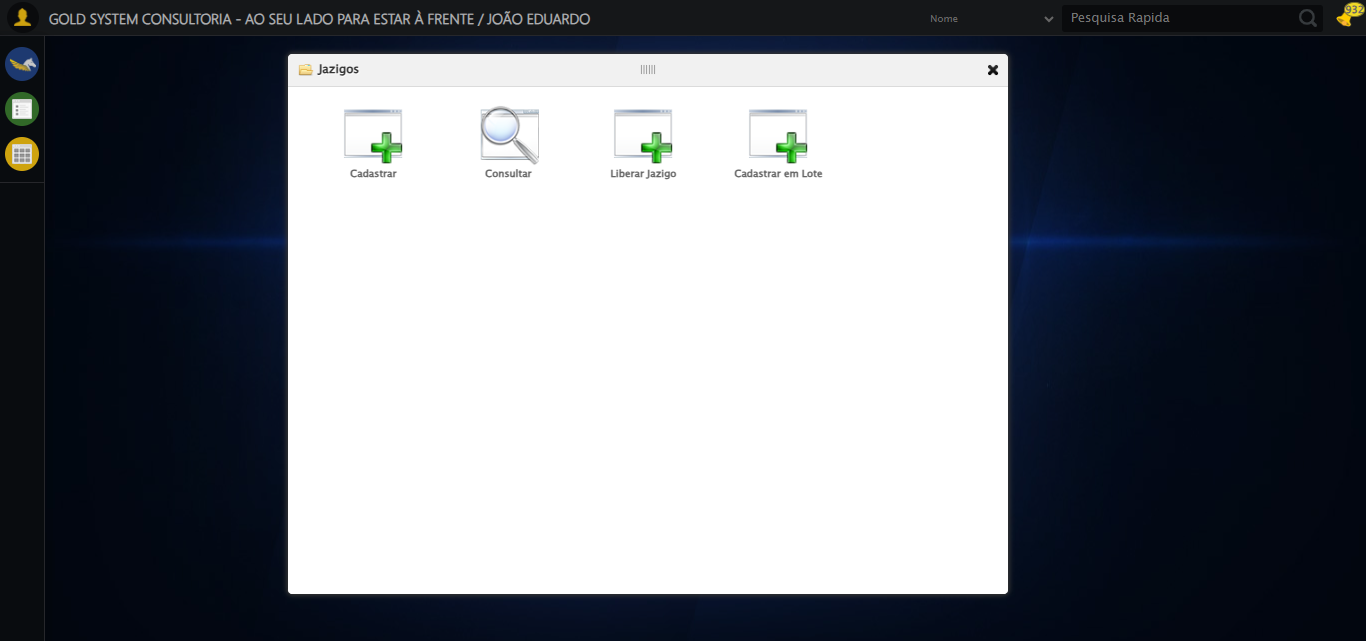 GOLD SYSTEM CONSULTORIA - AO SEU LADO PARA ESTAR À FRENTE / JOÃO EDUARDO
Nome
Pesquisa Rapida
932
Jazigos
Cadastrar
Consultar
Liberar Jazigo
Cadastrar em Lote